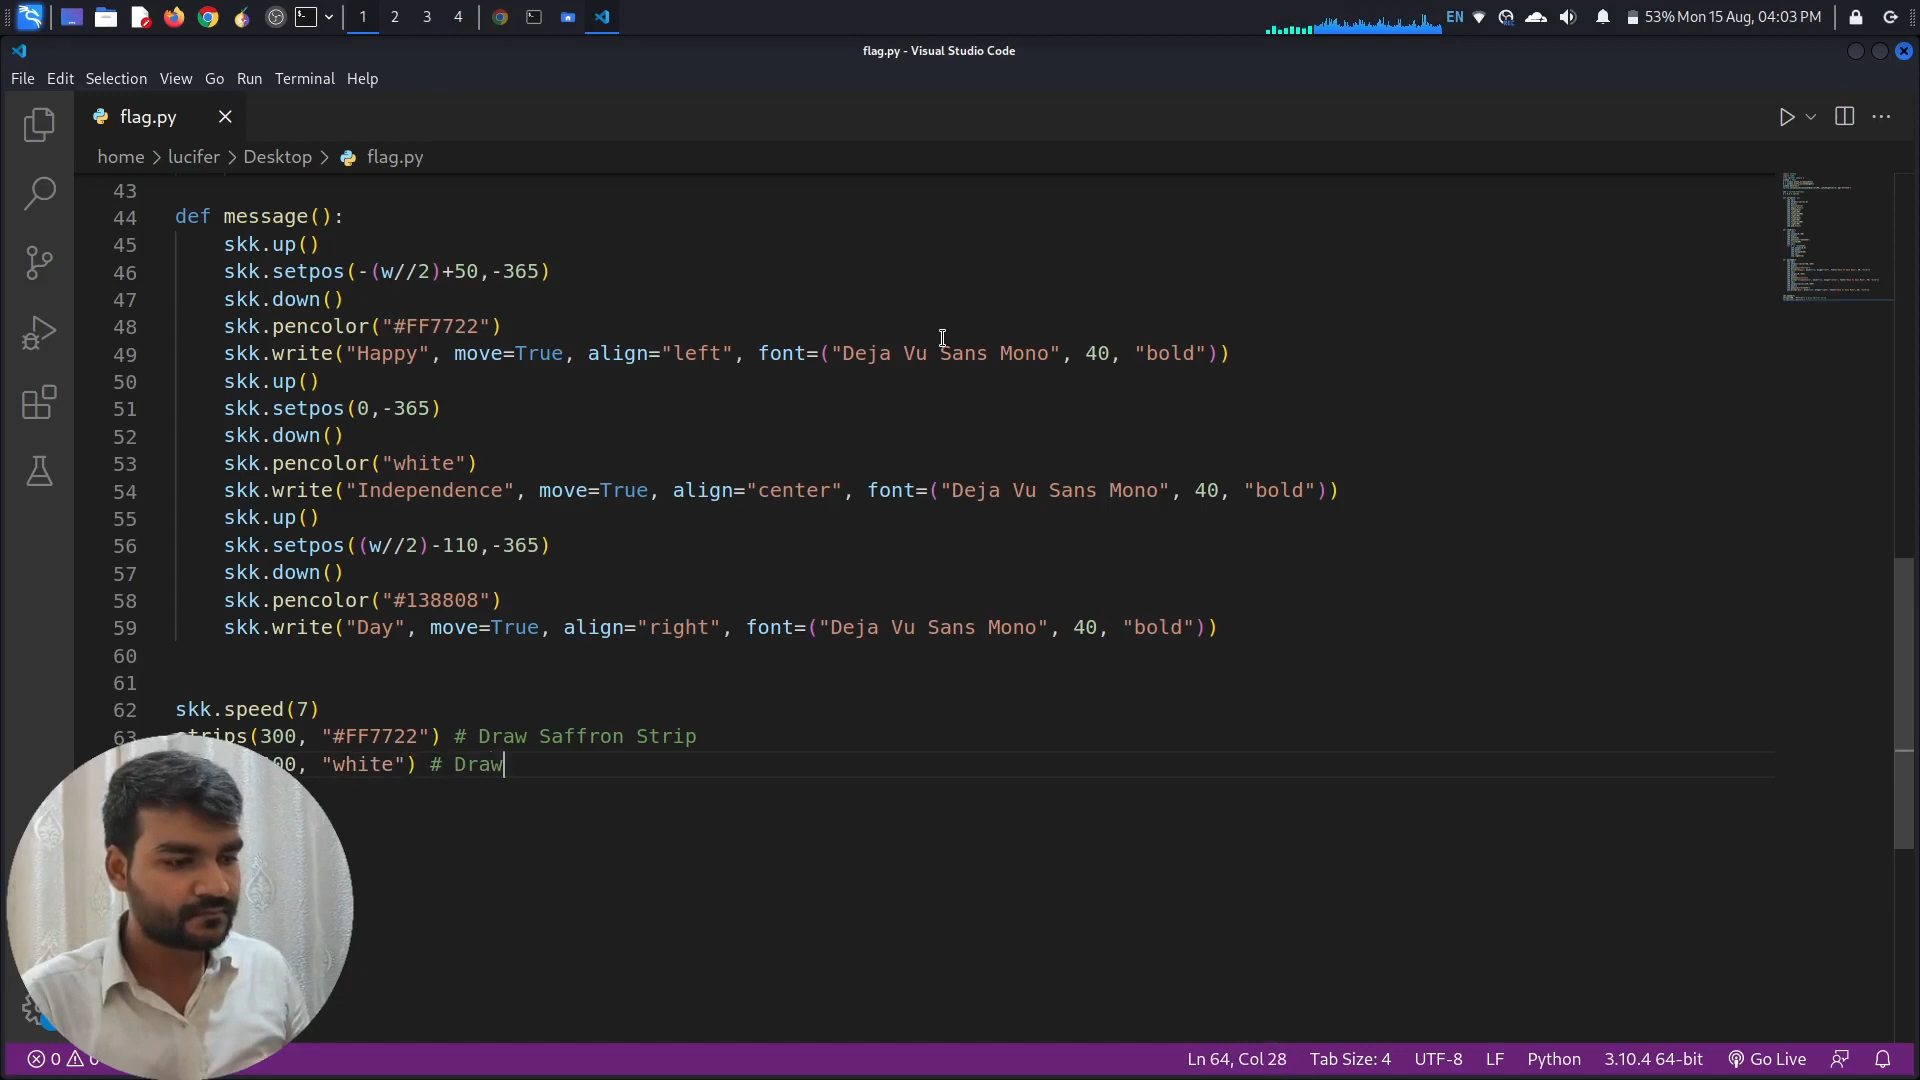 1 2 3 4 EN 53% Mon 15 Aug, 04:03 PM
flag.py - Visual Studio Code
File Edit Selection View Go Run Terminal Help
flag.py
home > lucifer > Desktop > flag.py
43
44 def message():
45 skk.up()
46 skk.setpos(-(w//2)+50,-365)
47 skk.down()
48 skk.pencolor("#FF7722")
49 skk.write("Happy", move=True, align="left", font=("Deja Vu Sans Mono", 40, "bold"))
50 skk.up()
51 skk.setpos(0,-365)
52 skk.down()
53 skk.pencolor("white")
54 skk.write("Independence", move=True, align="center", font=("Deja Vu Sans Mono", 40, "bold"))
55 skk.up()
56 skk.setpos((w//2)-110,-365)
57 skk.down()
58 skk.pencolor("#138808")
59 skk.write("Day", move=True, align="right", font=("Deja Vu Sans Mono", 40, "bold"))
60
61
62 skk.speed(7)
63 strips(300, "#FF7722") # Draw Saffron Strip
"white") # Draw
0 Ln 64, Col 28 Tab Size: 4 UTF-8 LF Python 3.10.4 64-bit Go Live